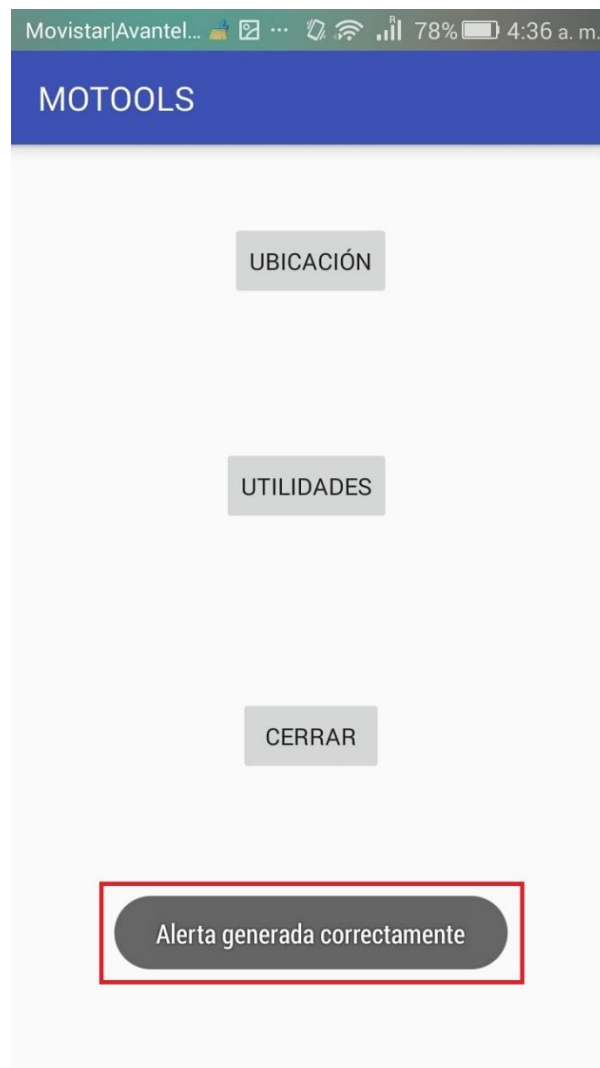 Movistar|Avantel... R 78% 4:36 a. m.
MOTOOLS
UBICACIÓN
UTILIDADES
CERRAR
Alerta generada correctamente